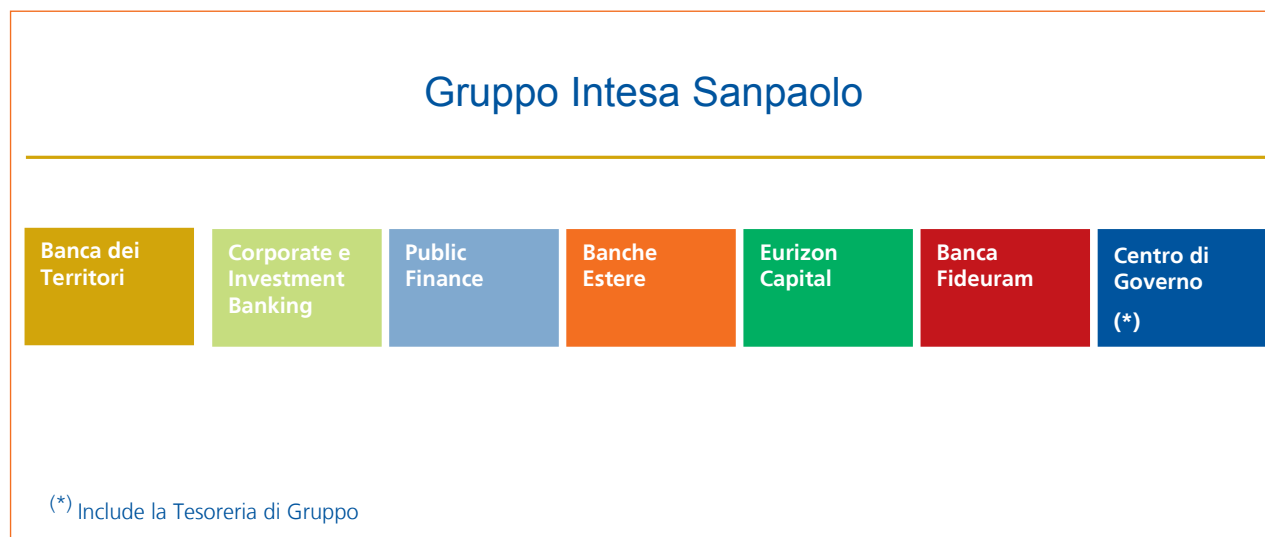 Gruppo Intesa Sanpaolo
Banca dei
Territori
Corporate e
Investment
Banking
Public
Finance
Banche
Estere
Eurizon
Capital
Banca
Fideuram
Centro di
Governo
(*)
(*) Include la Tesoreria di Gruppo